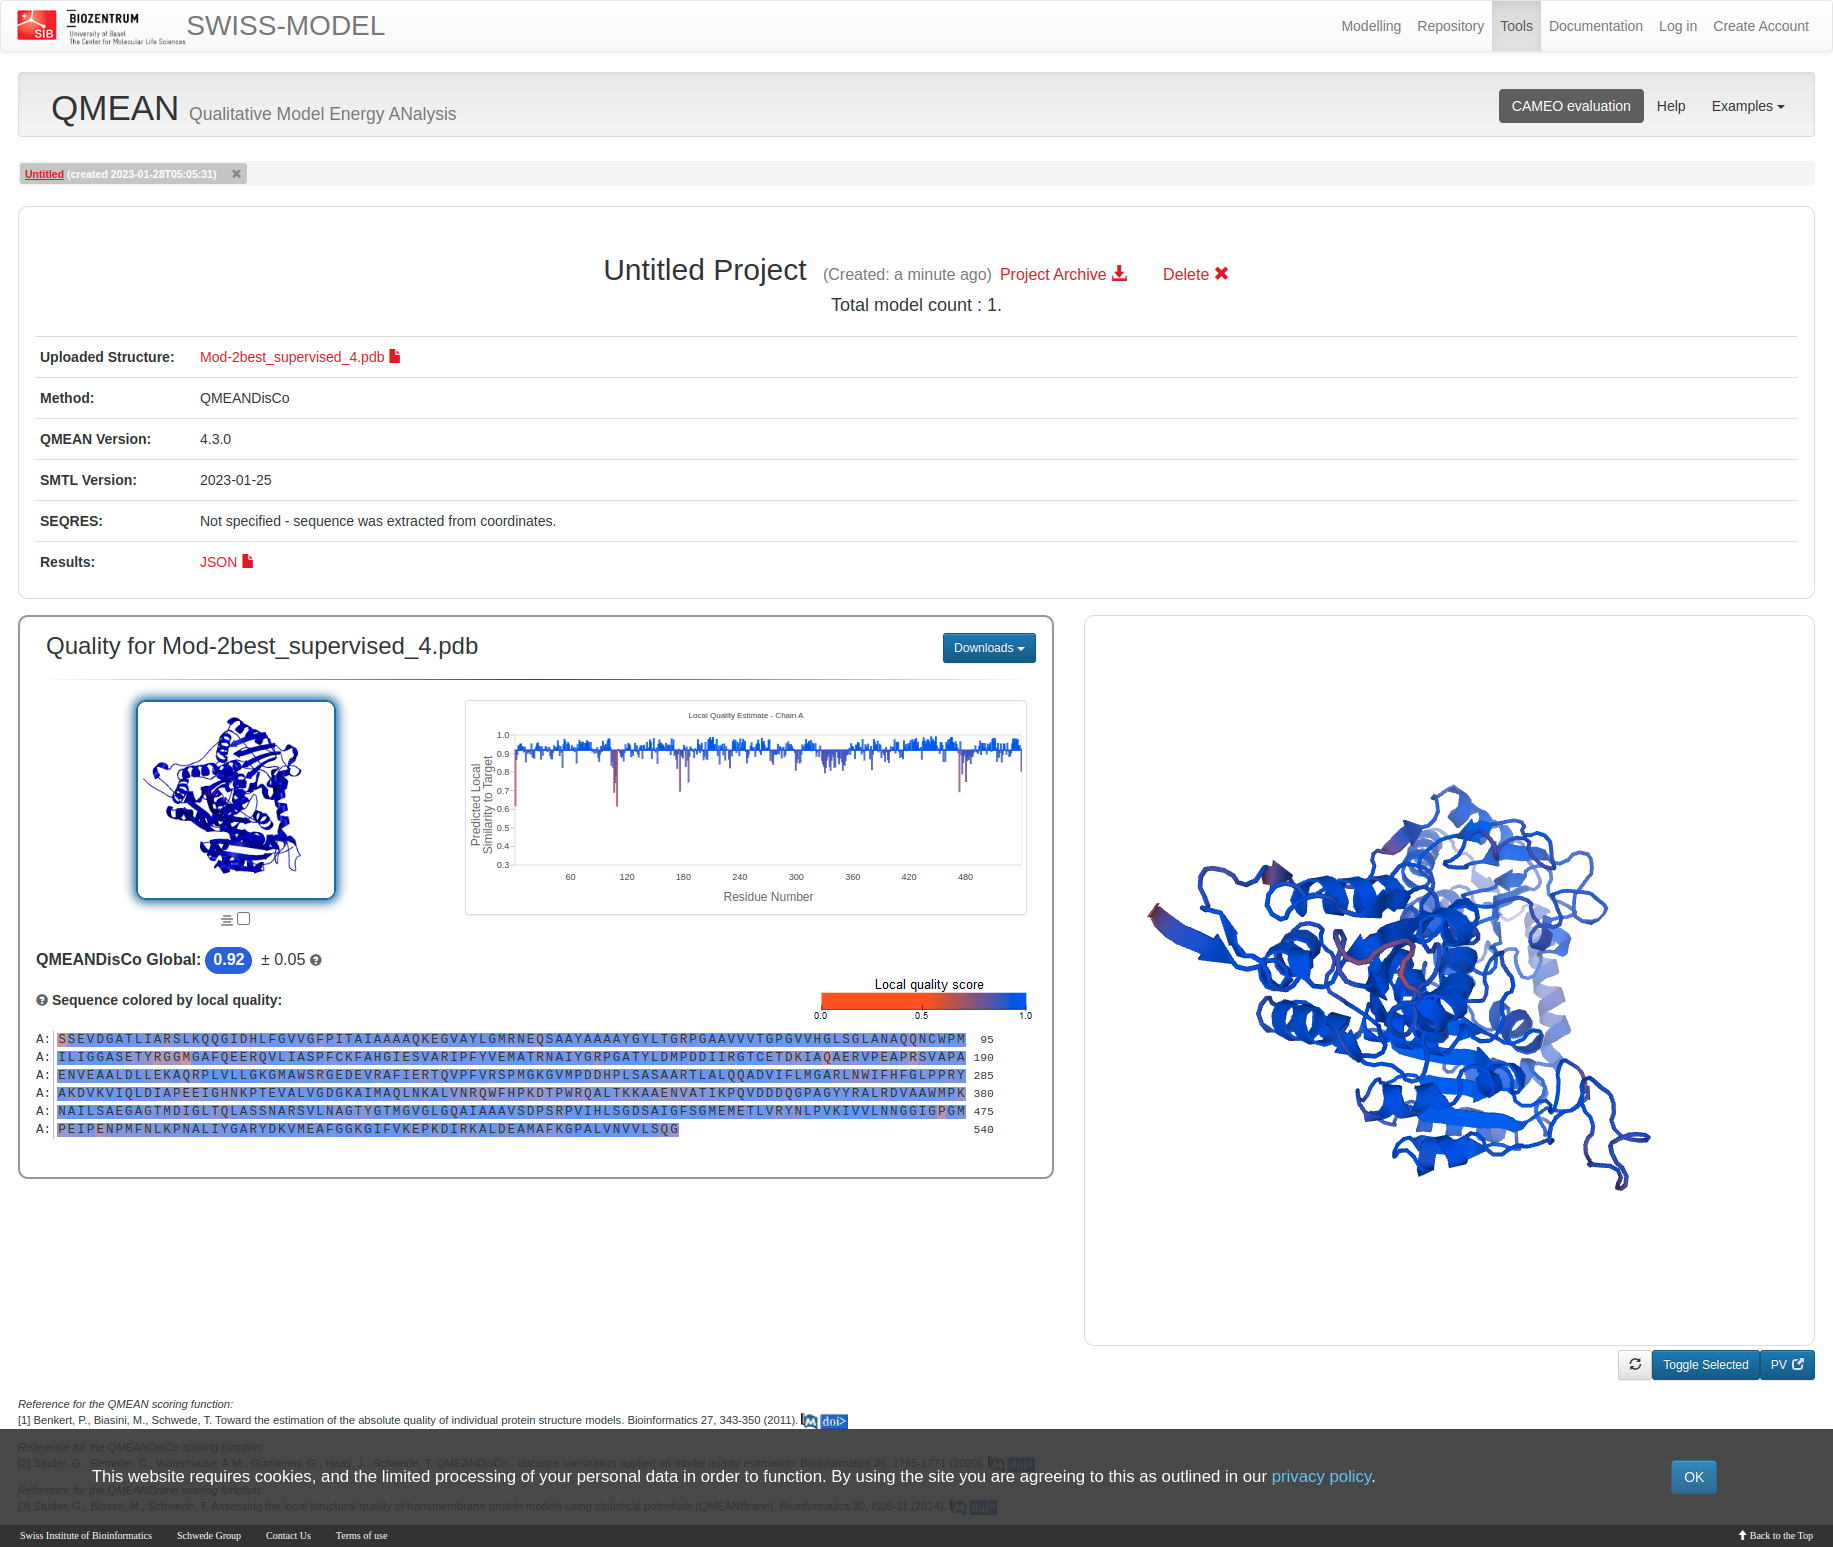 SIB
BIOZENTRUM
University of Basel
The Center for Molecular Life Sciences
SWISS-MODEL
Modelling Repository Tools Documentation Log in Create Account
QMEAN Qualitative Model Energy ANalysis
CAMEO evaluation Help Examples
Untitled (created 2023-01-28T05:05:31)
Untitled Project (Created: a minute ago) Project Archive Delete
Total model count : 1.
Uploaded Structure: Mod-2best_supervised_4.pdb
Method: QMEANDisCo
QMEAN Version: 4.3.0
SMTL Version: 2023-01-25
SEQRES: Not specified - sequence was extracted from coordinates.
Results: JSON
Quality for Mod-2best_supervised_4.pdb
Downloads
Local Quality Estimate - Chain A
Predicted Local
Similarity to Target
1.0
0.9
0.8
0.7
0.6
0.5
0.4
0.3
60 120 180 240 300 360 420 480
Residue Number
QMEANDisCo Global: 0.92 ± 0.05
Sequence colored by local quality:
Local quality score
0.0 0.5 1.0
A: SSEVDGATLIARSLKQQGIDHLFGVVGFPITAIAAAAQKEGVAYLGMRNEQSAAYAAAAYGYLTGRPGAAVVVTGPGVVHGLSGLANAQQNCWPM 95
A: ILIGGASETYRGGMGAFQEERQVLIASPFCKFAHGIESVARIPFYVEMATRNAIYGRPGATYLDMPDDIIRGTCETDKIAQAERVPEAPRSVAPA 190
A: ENVEAALDLLEKAQRPLVLLGKGMAWSRGEDEVRAFIERTQVPFVRSPMGKGVMPDDHPLSASAARTLALQQADVIFLMGARLNWIFHFGLPPRY 285
A: AKDVKVIQLDIAPEEIGHNKPTEVALVGDGKAIMAQLNKALVNRQWFHPKDTPWRQALTKKAAENVATIKPQVDDDQGPAGYYRALRDVAAWMPK 380
A: NAILSAEGAGTMDIGLTQLASSNARSVLNAGTYGTMGVGLGQAIAAAVSDPSRPVIHLSGDSAIGFSGMEMETLVRYNLPVKIVVLNNGGIGPGM 475
A: PEIPENPMFNLKPNALIYGARYDKVMEAFGGKGIFVKEPKDIRKALDEAMAFKGPALVNVVLSQG 540
Toggle Selected PV
Reference for the QMEAN scoring function:
[1] Benkert, P., Biasini, M., Schwede, T. Toward the estimation of the absolute quality of individual protein structure models. Bioinformatics 27, 343-350 (2011). M doi>
Reference for the QMEANDisCo scoring function:
[2] Studer, G., Rempfer, C., Waterhouse, A.M., Gumienny, G., Haas, J., Schwede, T. QMEANDisCo - distance constraints applied on model quality estimation. Bioinformatics 36, 1765-1771 (2020). M doi>
This website requires cookies, and the limited processing of your personal data in order to function. By using the site you are agreeing to this as outlined in our privacy policy.
OK
Reference for the QMEANBrane scoring function:
[3] Studer, G., Biasini, M., Schwede, T. Assessing the local structural quality of transmembrane protein models using statistical potentials (QMEANBrane). Bioinformatics 30, i505-11 (2014). M doi>
Swiss Institute of Bioinformatics Schwede Group Contact Us Terms of use Back to the Top